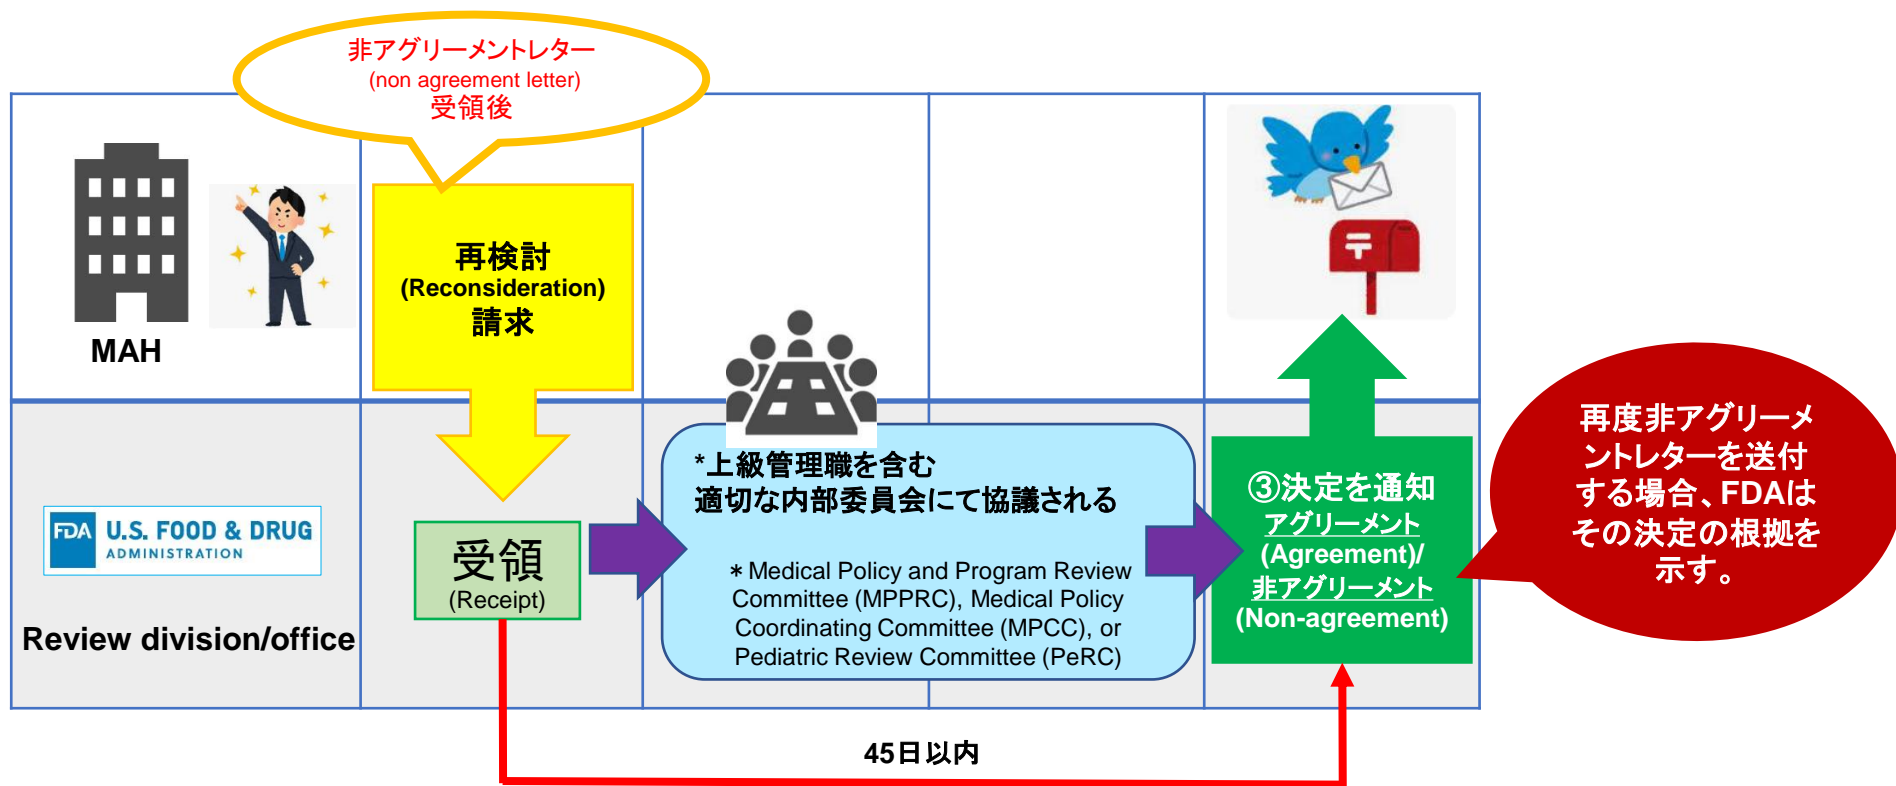 非アグリーメントレター
(non agreement letter)
受領後
再検討
(Reconsideration)
請求
MAH
*上級管理職を含む
適切な内部委員会にて協議される
＊Medical Policy and Program Review
Committee (MPPRC), Medical Policy
Coordinating Committee (MPCC), or
Pediatric Review Committee (PeRC)
FDA U.S. FOOD & DRUG
ADMINISTRATION
Review division/office
受領
(Receipt)
③決定を通知
アグリーメント
(Agreement)/
非アグリーメント
(Non-agreement)
再度非アグリーメ
ントレターを送付
する場合、FDAは
その決定の根拠を
示す。
45日以内
〒